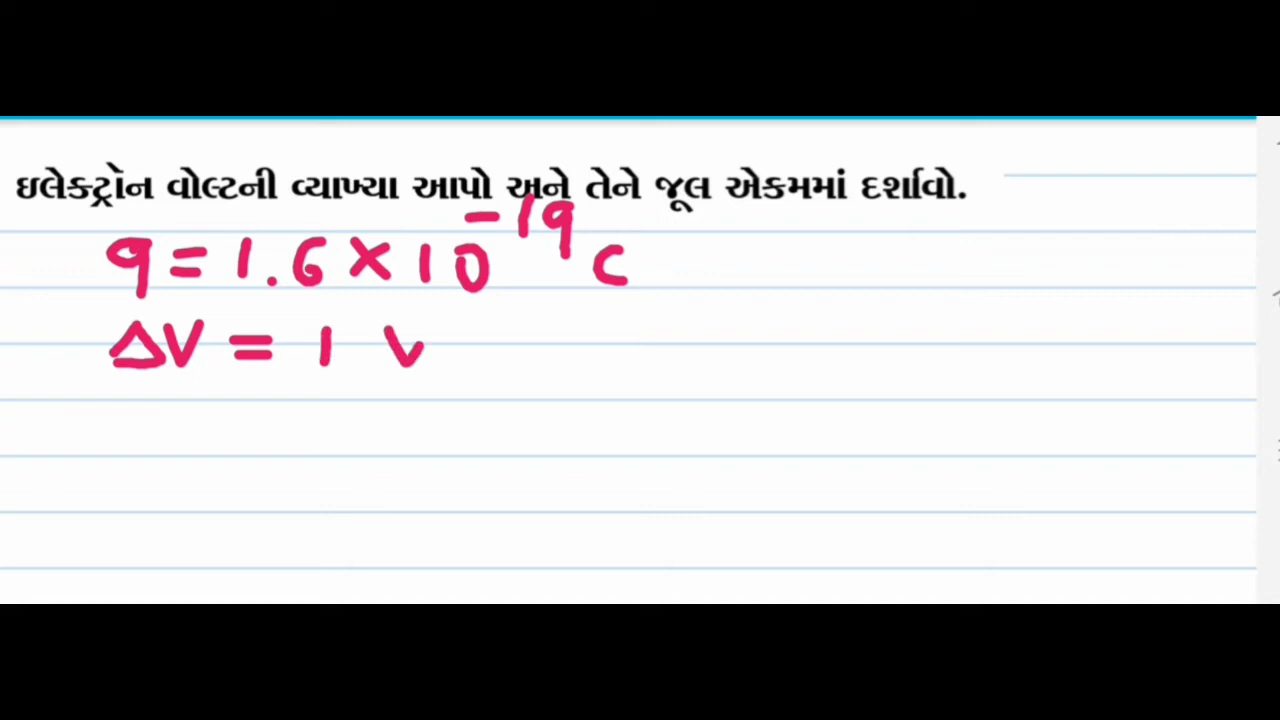 ઇલેક્ટ્રૉન વોલ્ટની વ્યાખ્યા આપો અને તેને જૂલ એકમમાં દર્શાવો.
q = 1.6 × 10⁻¹⁹ C
ΔV = 1 V